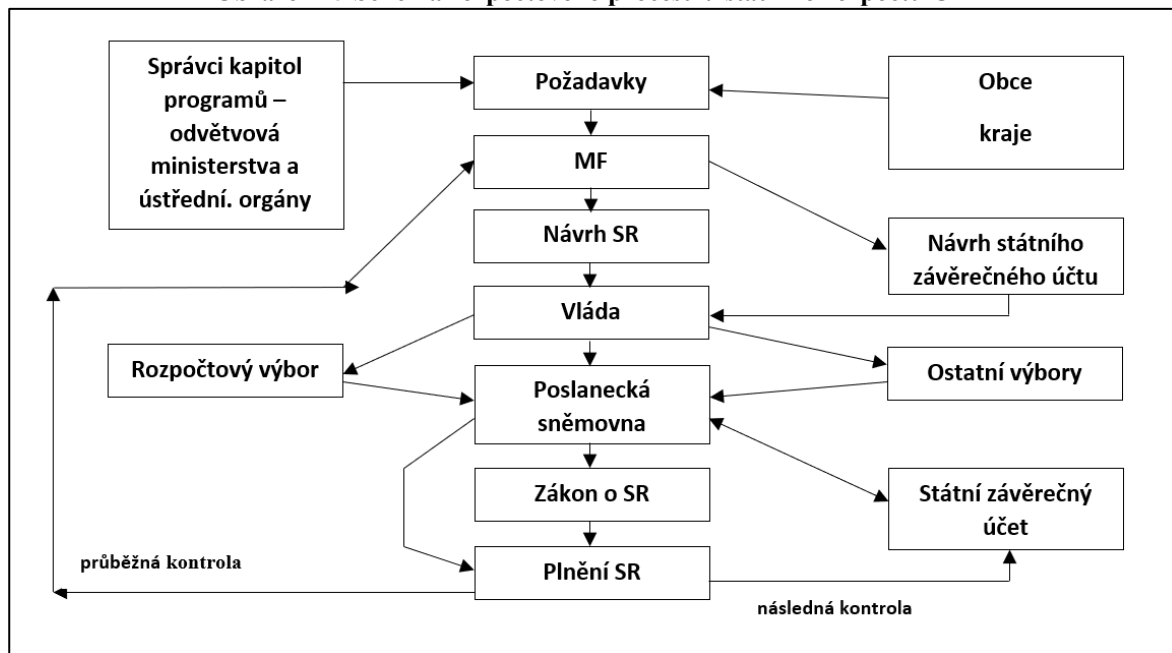 Správci kapitol
programů –
odvětvová
ministerstva a
ústřední. orgány
Požadavky
Obce
kraje
MF
Návrh SR
Návrh státního
závěrečného účtu
Vláda
Rozpočtový výbor
Ostatní výbory
Poslanecká
sněmovna
Zákon o SR
Státní závěrečný
účet
průběžná kontrola
Plnění SR
následná kontrola